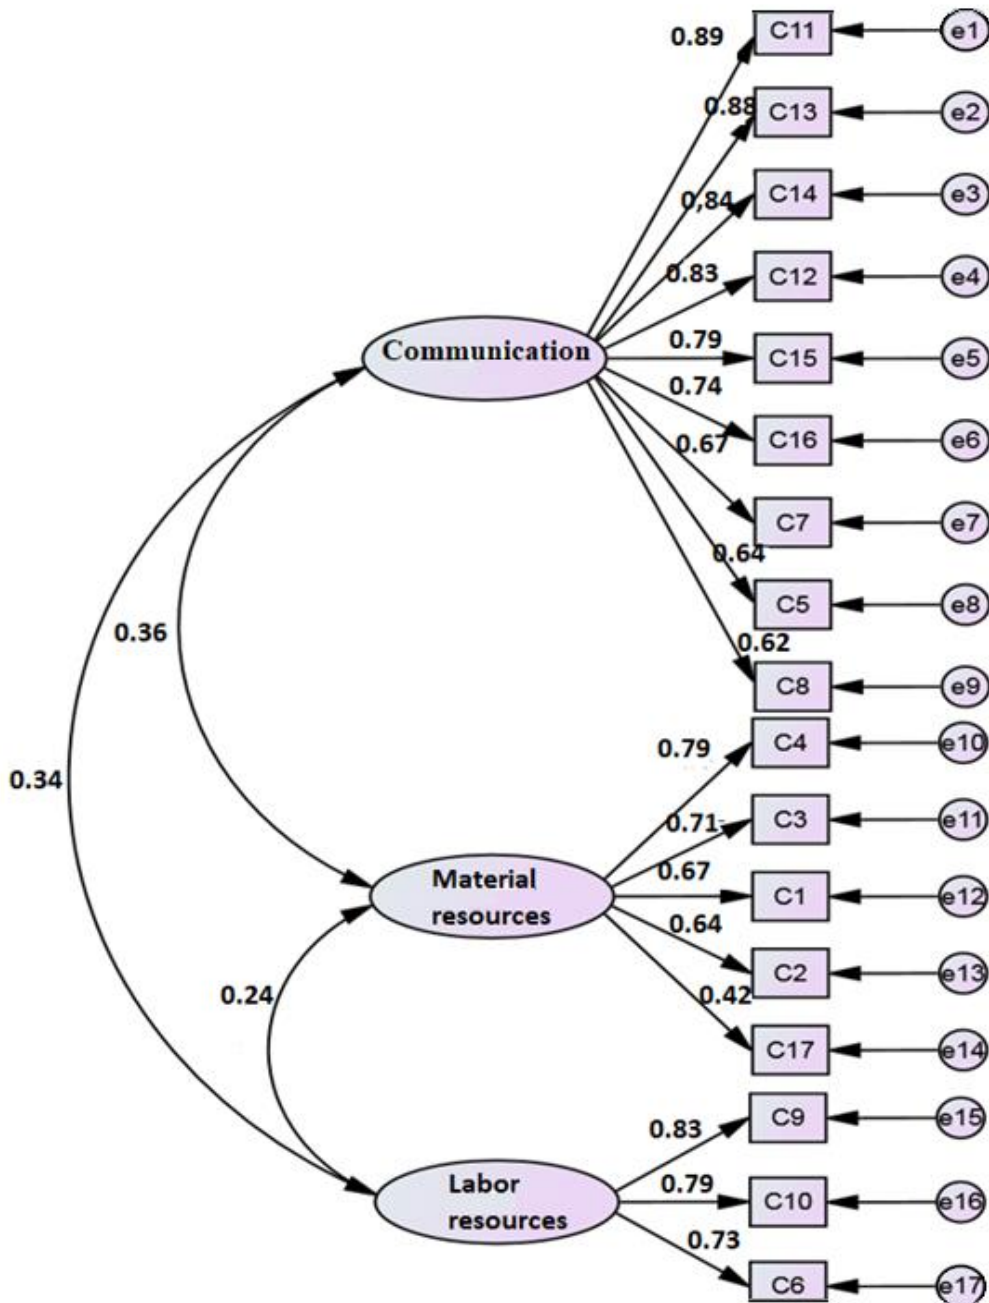 0.89
C11
e1
0.88
C13
e2
0,84
C14
e3
0.83
C12
e4
Communication
0.79
C15
e5
0.74
C16
e6
0.67
C7
e7
0.64
C5
e8
0.36
0.62
C8
e9
0.34
0.79
C4
e10
0.71
C3
e11
Material
resources
0.67
C1
e12
0.64
C2
e13
0.24
0.42
C17
e14
0.83
C9
e15
Labor
resources
0.79
C10
e16
0.73
C6
e17